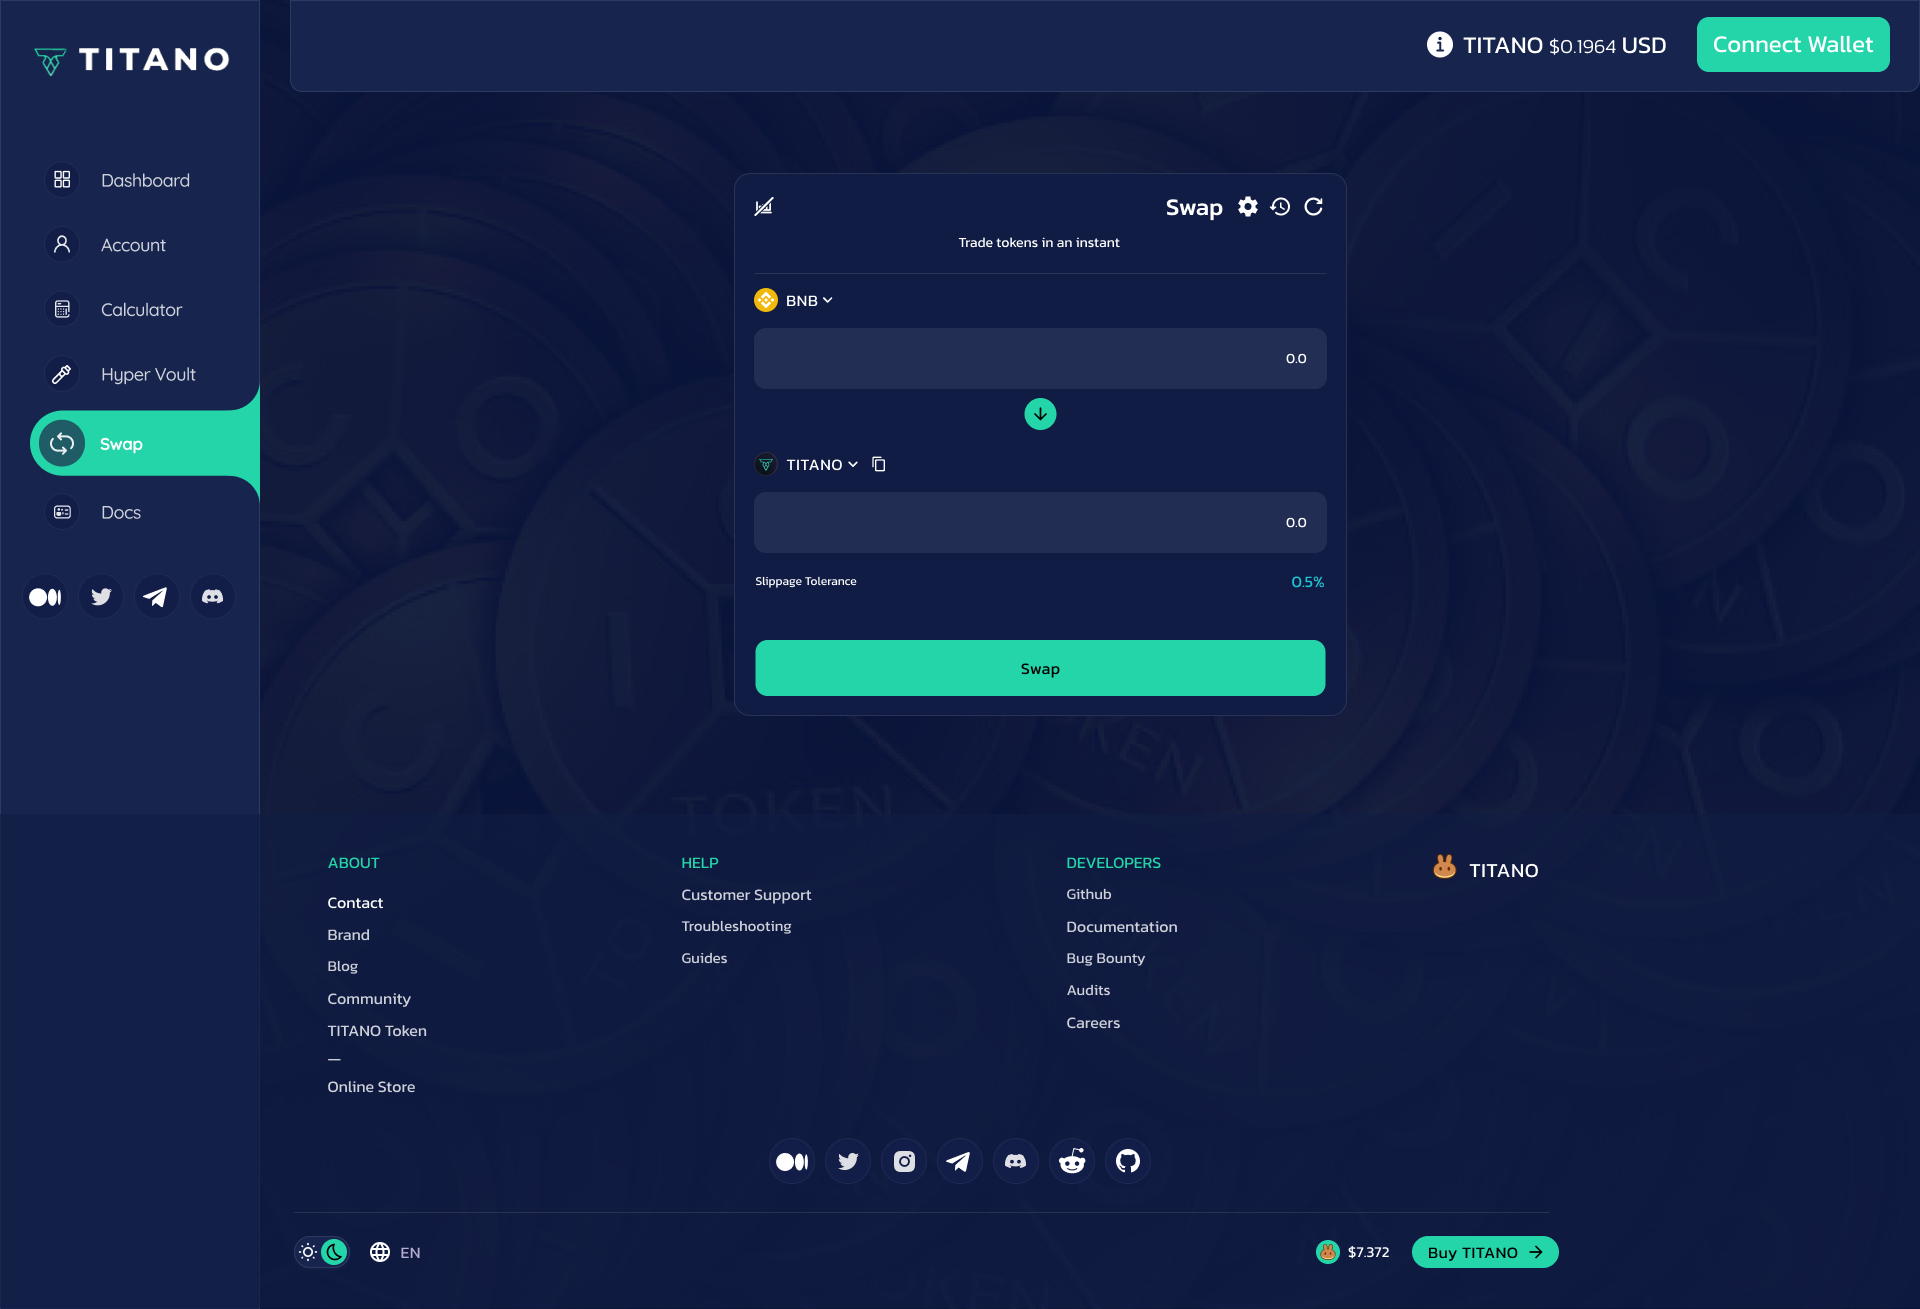 TITANO
TITANO $0.1964 USD
Connect Wallet
Dashboard
Account
Calculator
Hyper Voult
Swap
Docs
Swap
Trade tokens in an instant
BNB
0.0
TITANO
0.0
Slippage Tolerance
0.5%
Swap
TOKEN
ABOUT
Contact
Brand
Blog
Community
TITANO Token
—
Online Store
HELP
Customer Support
Troubleshooting
Guides
DEVELOPERS
Github
Documentation
Bug Bounty
Audits
Careers
TITANO
EN
$7.372
Buy TITANO